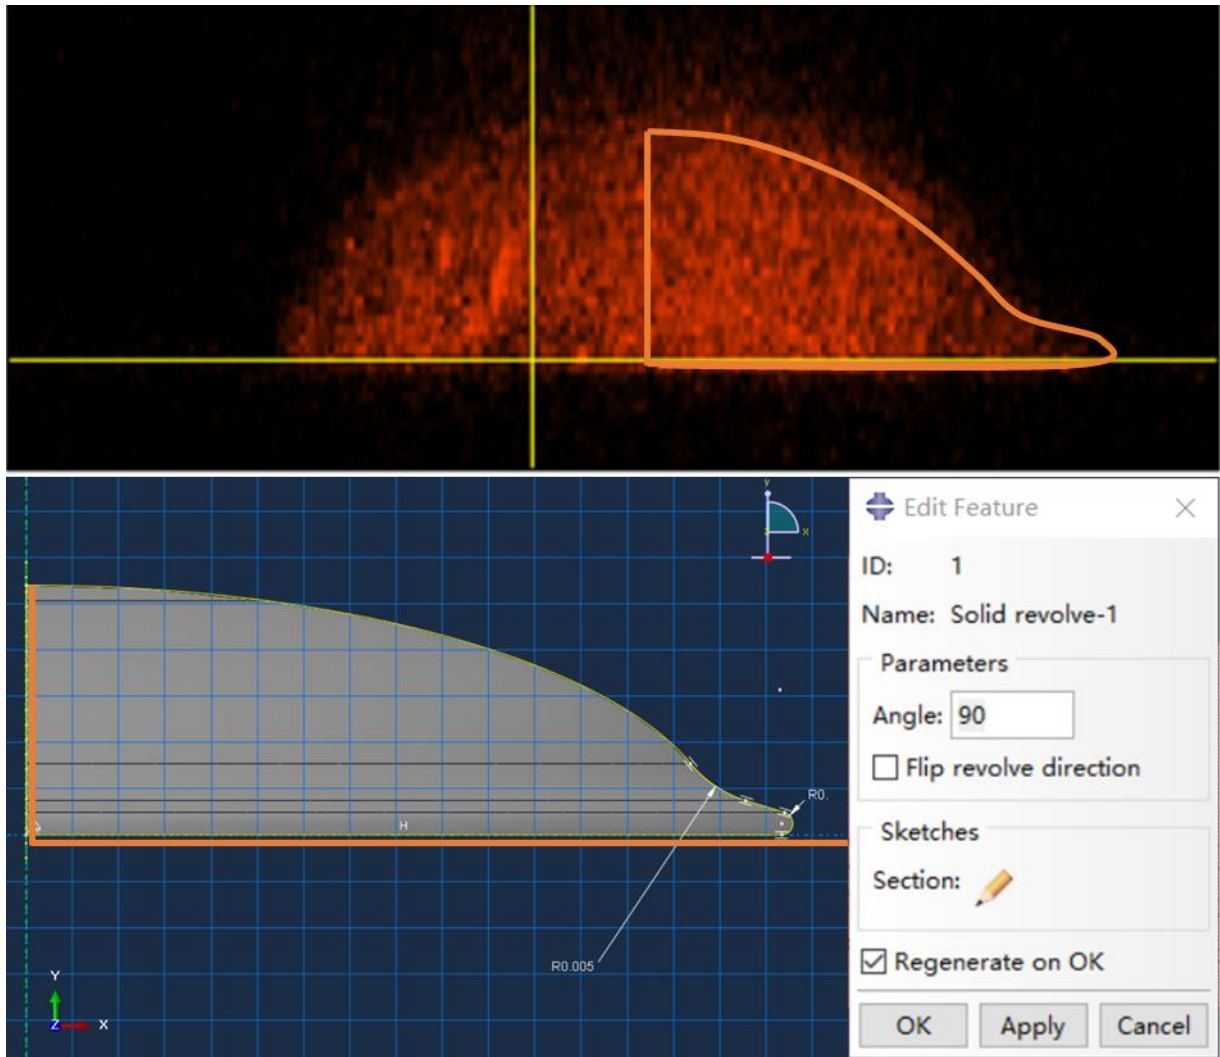 Y
Z
X
Edit Feature
ID: 1
Name: Solid revolve-1
Parameters
Angle: 90
Flip revolve direction
R0.
H
Sketches
Section:
R0.005
Regenerate on OK
Y
Z
X
OK Apply Cancel